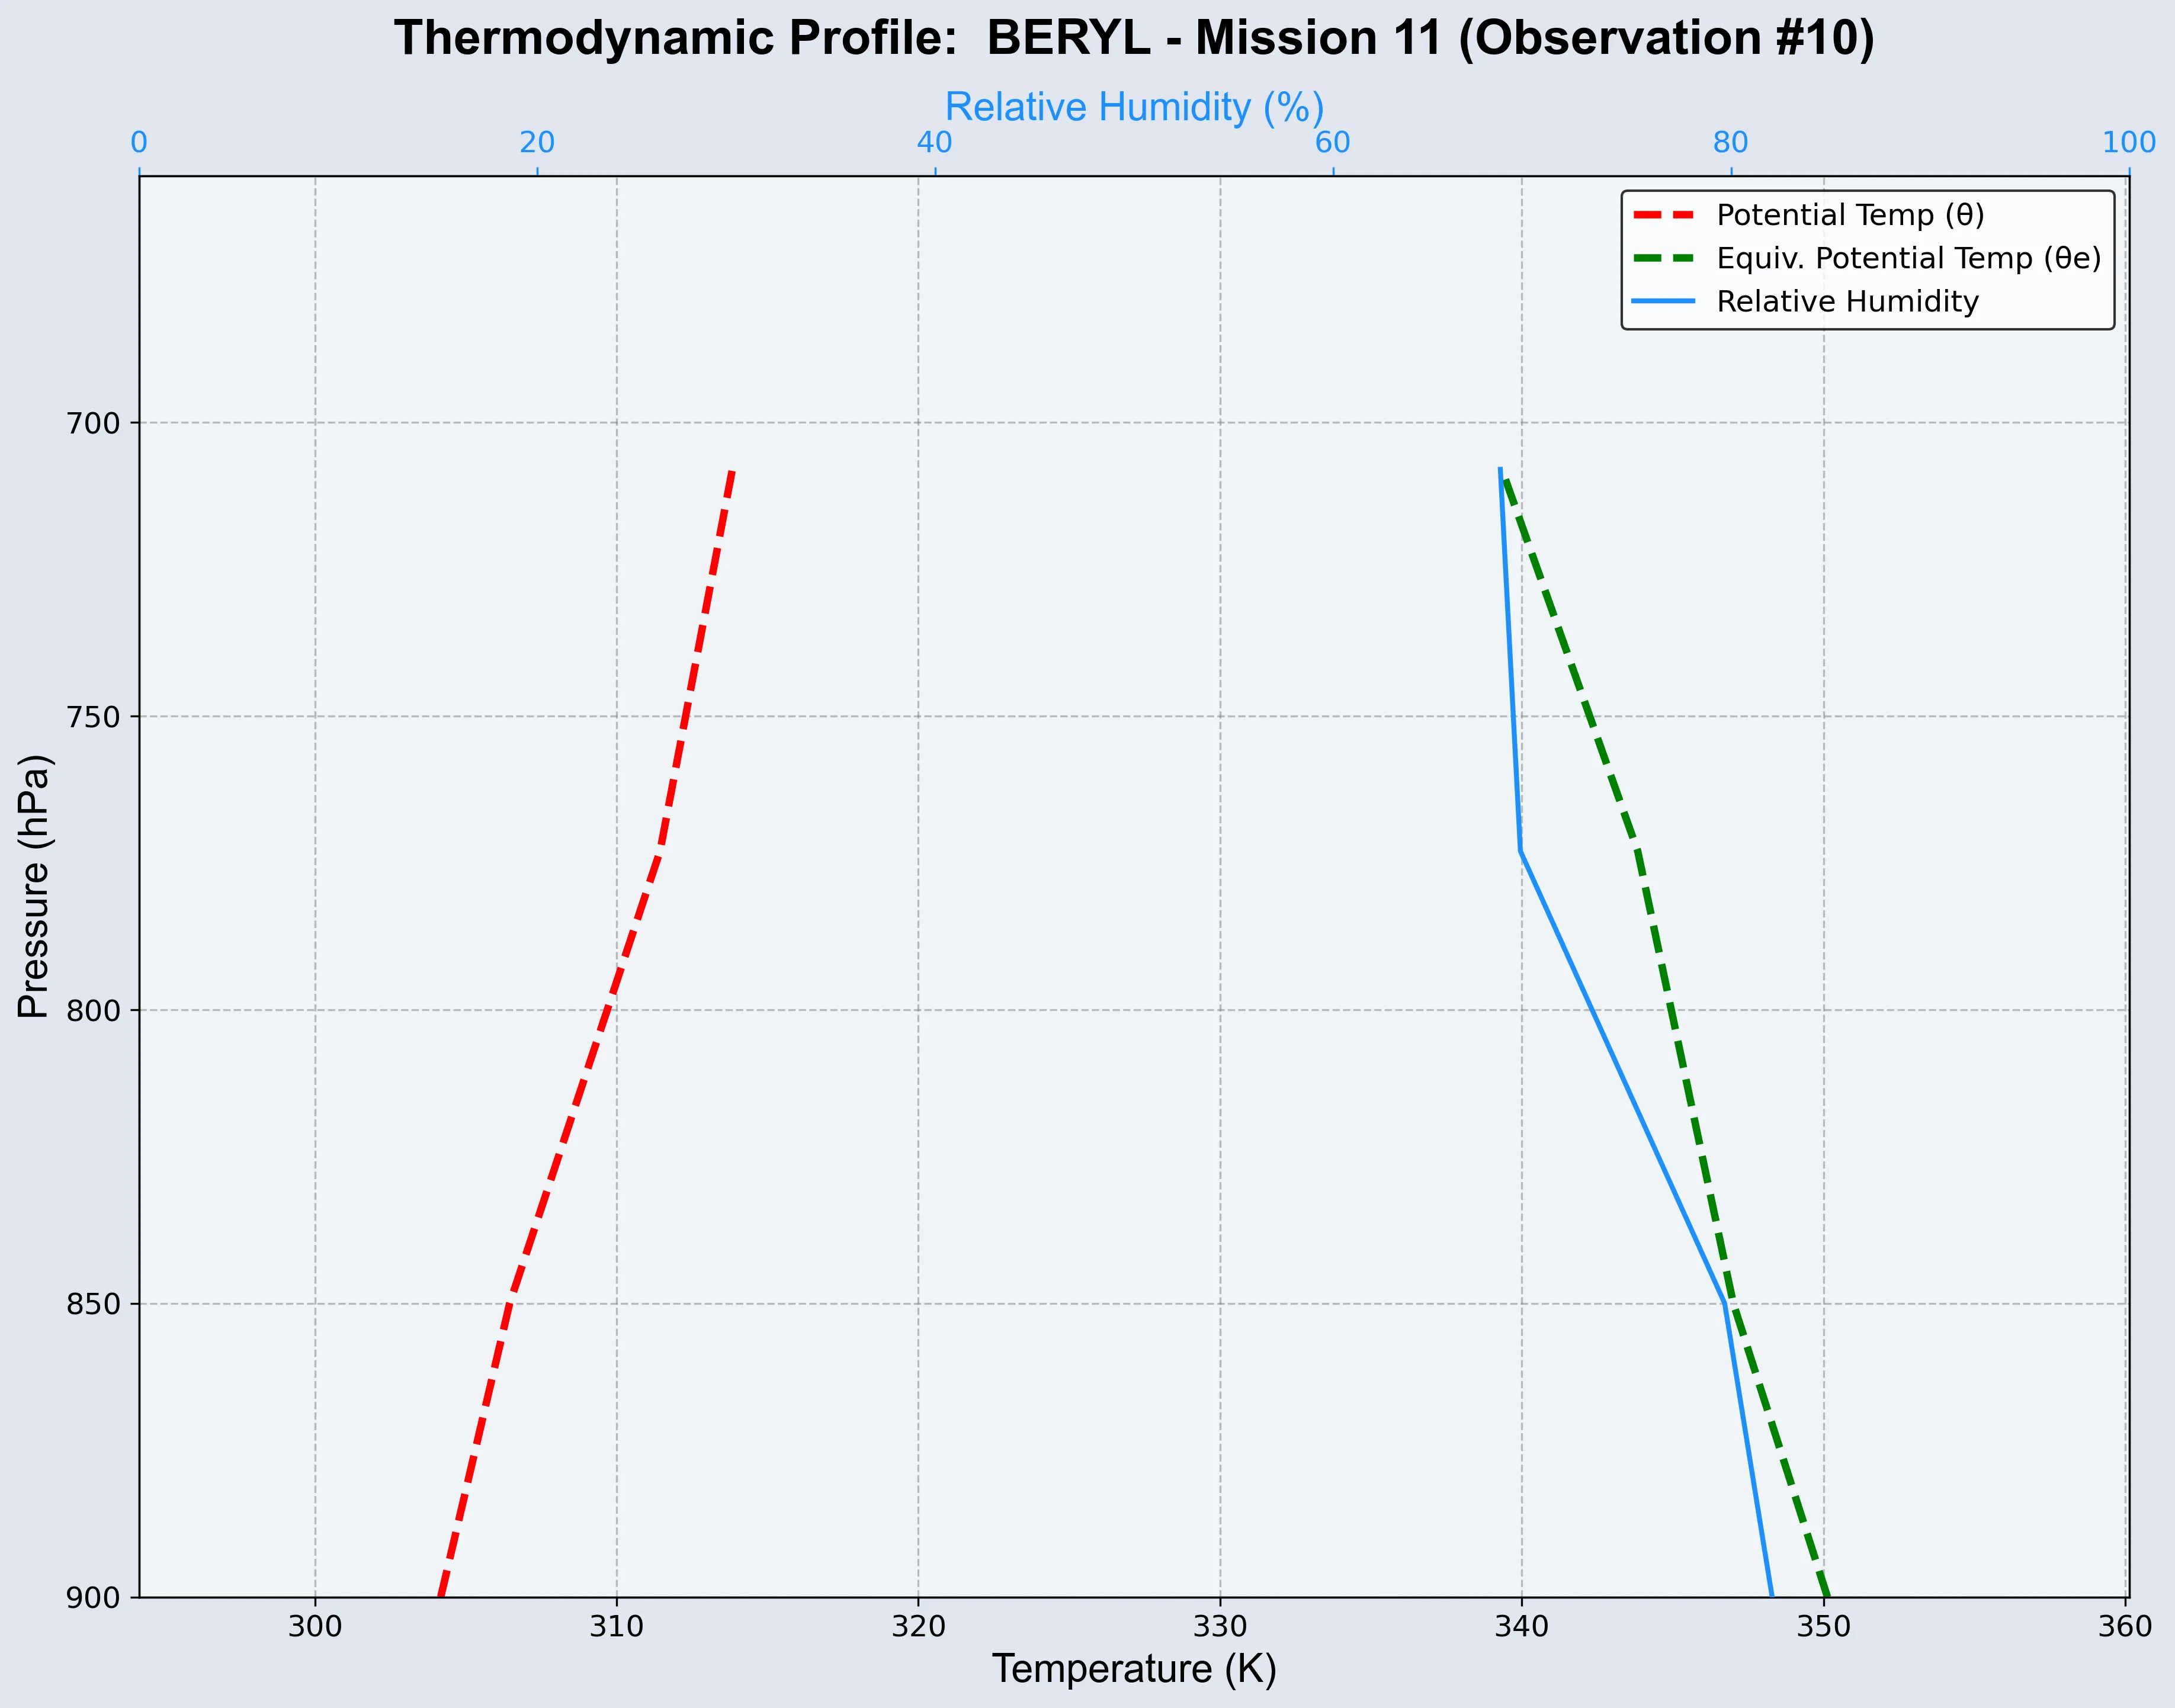 Thermodynamic Profile:  BERYL - Mission 11 (Observation #10)
Relative Humidity (%)
0 20 40 60 80 100
Potential Temp (θ)
Equiv. Potential Temp (θe)
Relative Humidity
Pressure (hPa)
700
750
800
850
900
300 310 320 330 340 350 360
Temperature (K)